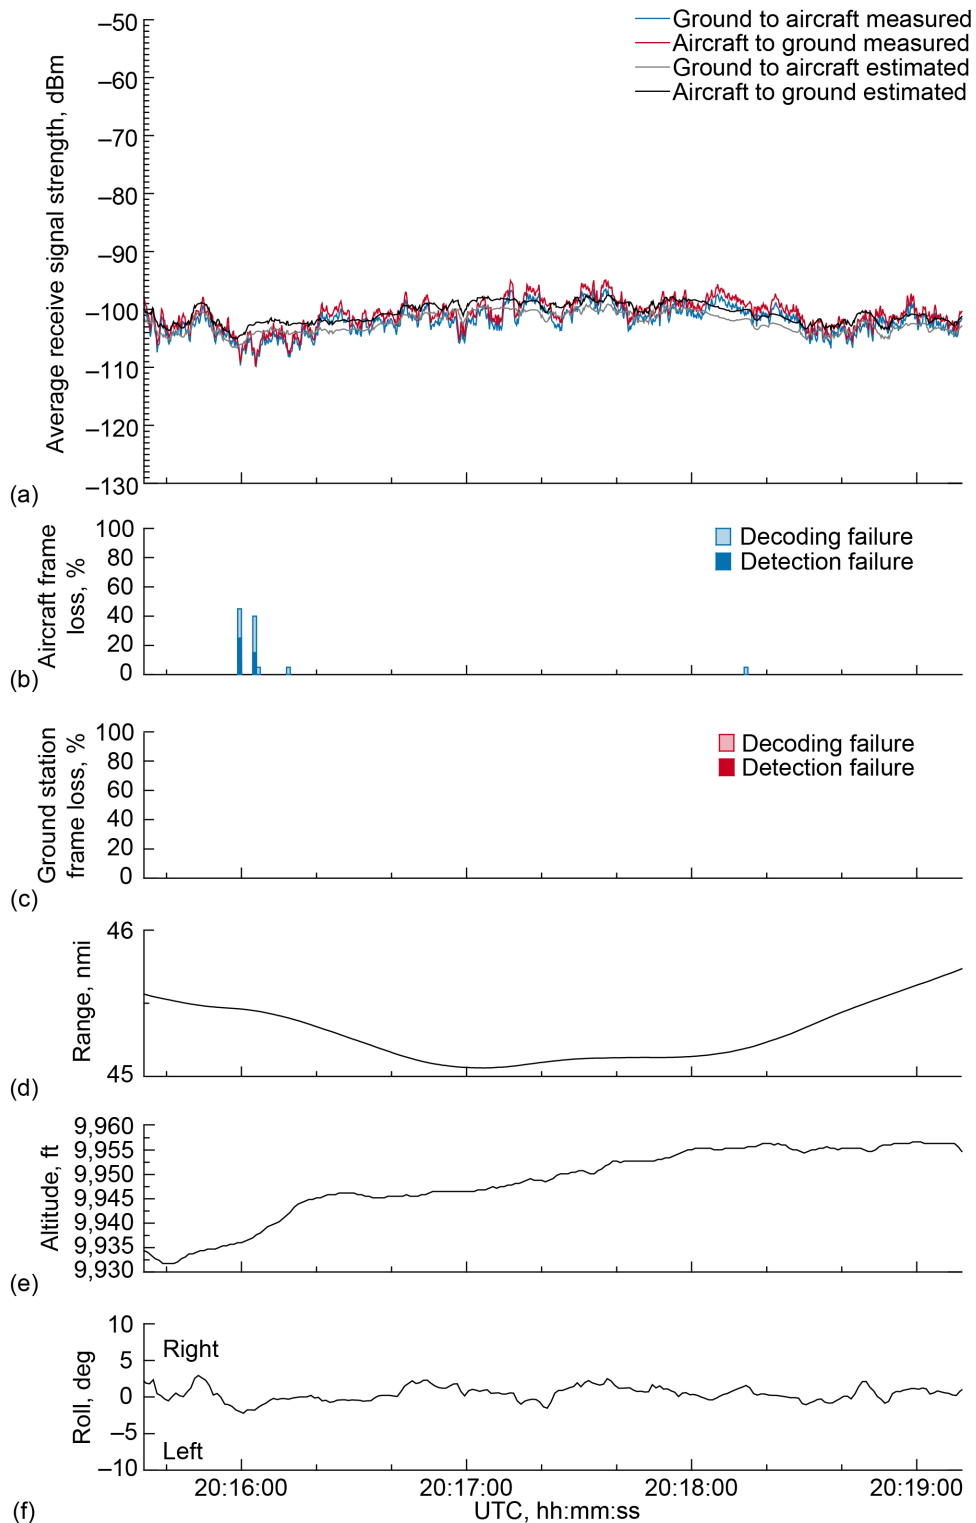 –50
–60
–70
–80
–90
–100
–110
–120
–130
Average receive signal strength, dBm
Ground to aircraft measured
Aircraft to ground measured
Ground to aircraft estimated
Aircraft to ground estimated
(a)
100
80
60
40
20
0
Aircraft frame
loss, %
Decoding failure
Detection failure
(b)
100
80
60
40
20
0
Ground station
frame loss, %
Decoding failure
Detection failure
(c)
46
45
Range, nmi
(d)
9,960
9,955
9,950
9,945
9,940
9,935
9,930
Altitude, ft
(e)
10
5
0
–5
–10
Roll, deg
Right
Left
20:16:00
20:17:00
20:18:00
20:19:00
UTC, hh:mm:ss
(f)